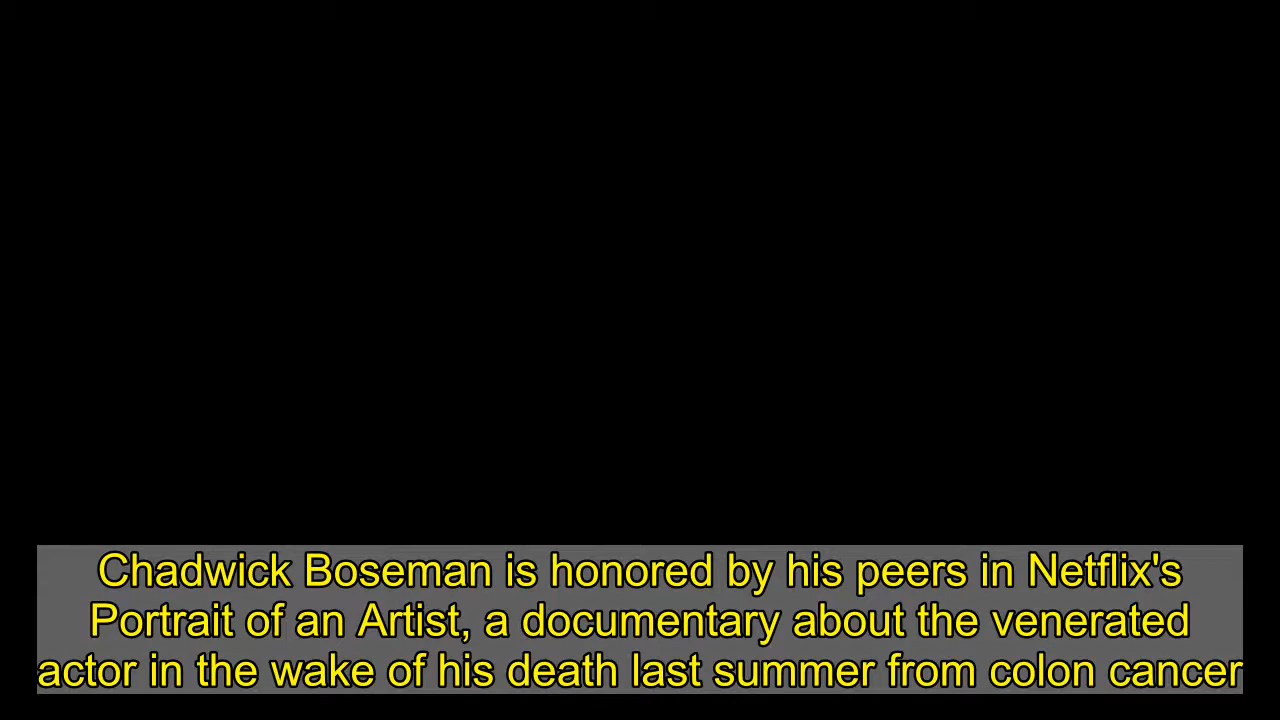 Chadwick Boseman is honored by his peers in Netflix's
Portrait of an Artist, a documentary about the venerated
actor in the wake of his death last summer from colon cancer